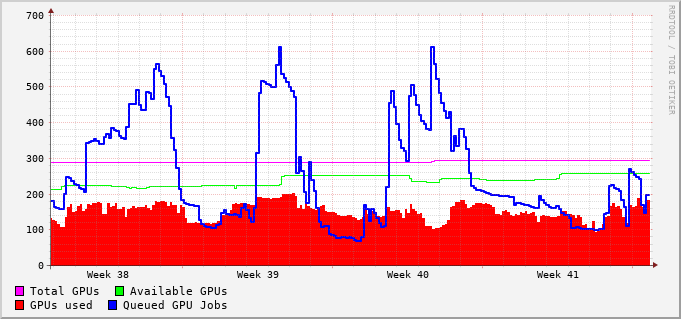 700
600
500
400
300
200
100
0
Week 38 Week 39 Week 40 Week 41
Total GPUs Available GPUs
GPUs used Queued GPU Jobs
RRDTOOL / TOBI OETIKER